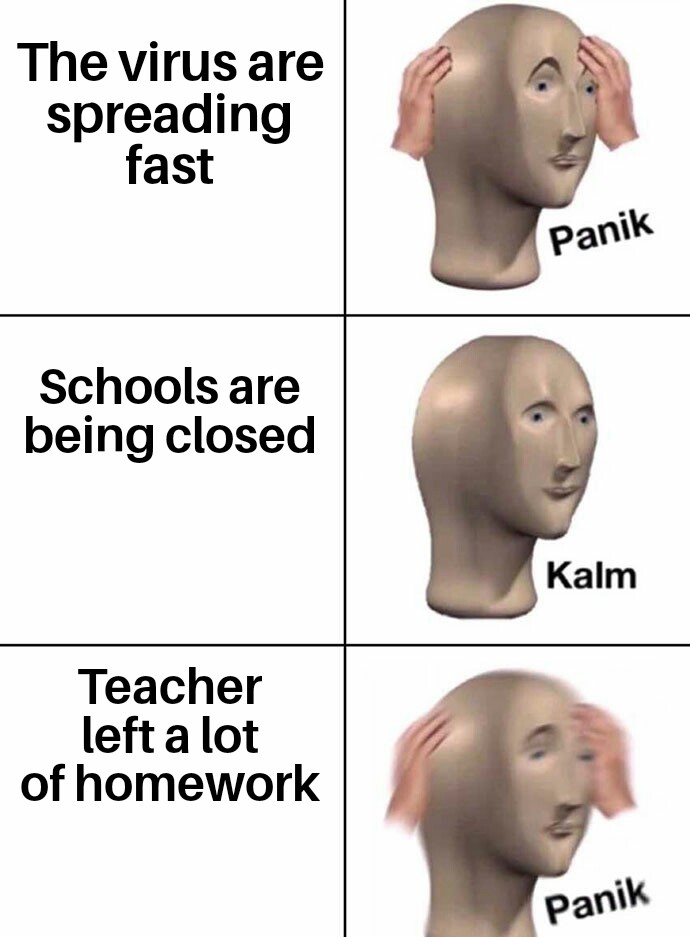 The virus are
spreading
fast
Panik
Schools are
being closed
Kalm
Teacher
left a lot
of homework
Panik